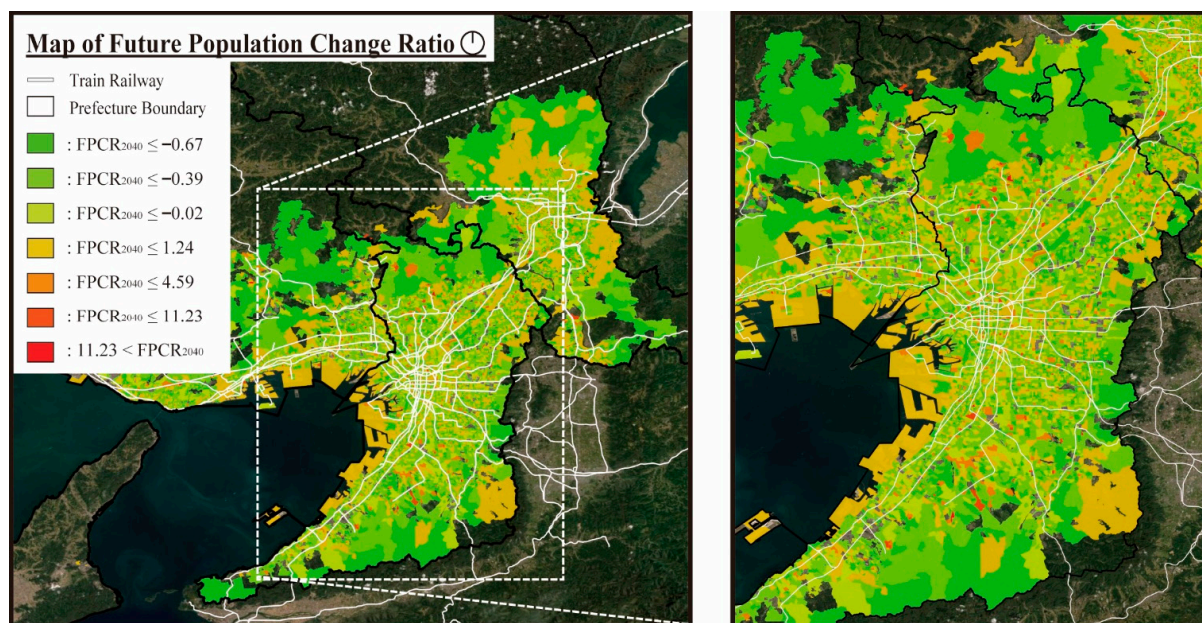 Map of Future Population Change Ratio
Train Railway
Prefecture Boundary
: FPCR2040 ≤ −0.67
: FPCR2040 ≤ −0.39
: FPCR2040 ≤ −0.02
: FPCR2040 ≤ 1.24
: FPCR2040 ≤ 4.59
: FPCR2040 ≤ 11.23
: 11.23 < FPCR2040